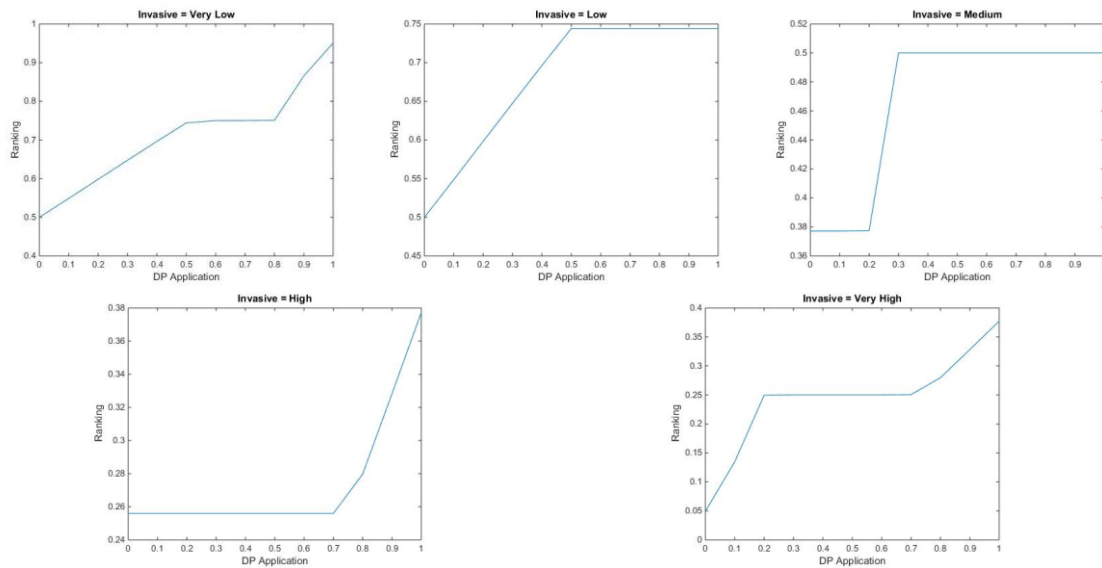 Invasive = Very Low
1
0.9
0.8
0.7
0.6
0.5
0.4
Ranking
0 0.1 0.2 0.3 0.4 0.5 0.6 0.7 0.8 0.9 1
DP Application
Invasive = Low
0.75
0.7
0.65
0.6
0.55
0.5
0.45
Ranking
0 0.1 0.2 0.3 0.4 0.5 0.6 0.7 0.8 0.9 1
DP Application
Invasive = Medium
0.52
0.5
0.48
0.46
0.44
0.42
0.4
0.38
0.36
Ranking
0 0.1 0.2 0.3 0.4 0.5 0.6 0.7 0.8 0.9
DP Application
Invasive = High
0.38
0.36
0.34
0.32
0.3
0.28
0.26
0.24
Ranking
0 0.1 0.2 0.3 0.4 0.5 0.6 0.7 0.8 0.9 1
DP Application
Invasive = Very High
0.4
0.35
0.3
0.25
0.2
0.15
0.1
0.05
0
Ranking
0 0.1 0.2 0.3 0.4 0.5 0.6 0.7 0.8 0.9 1
DP Application